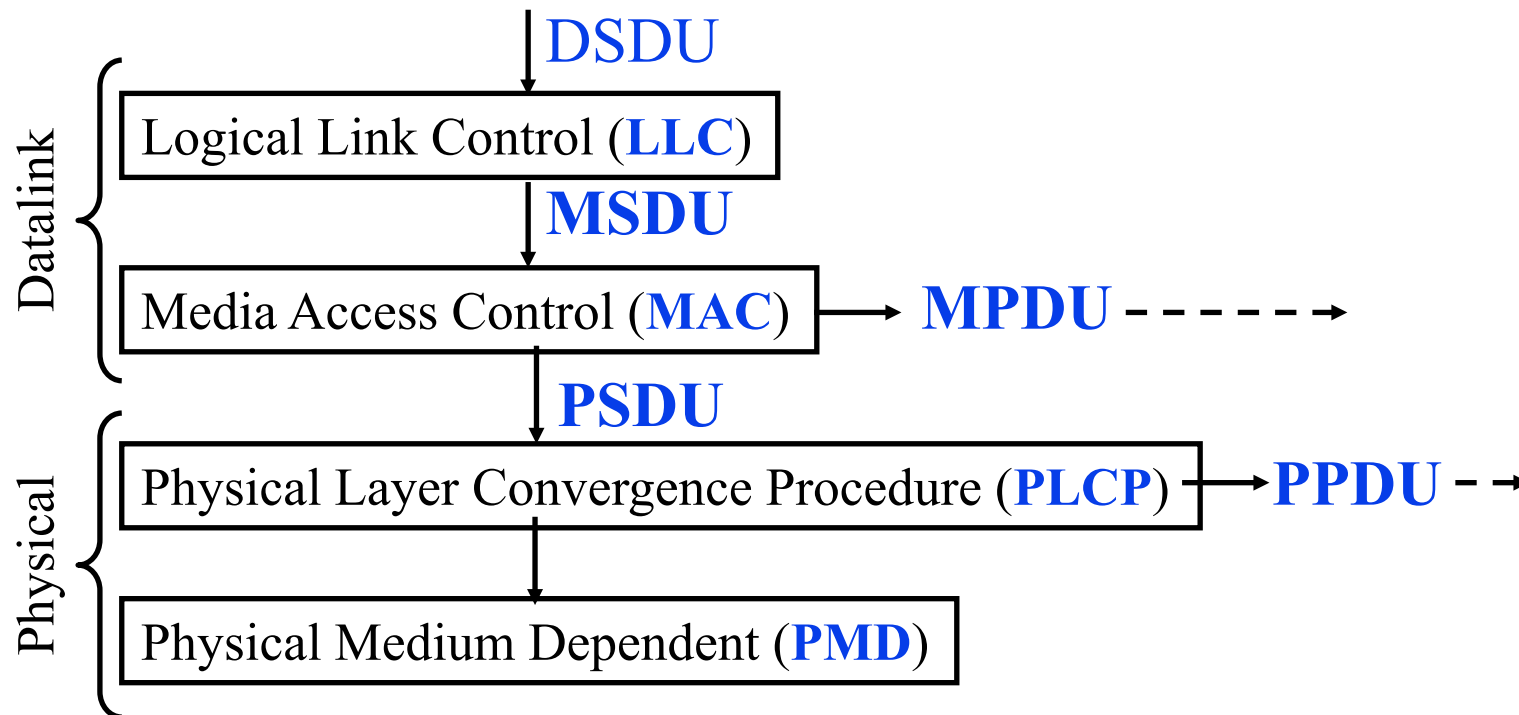 DSDU
Datalink
Logical Link Control (LLC)
MSDU
Media Access Control (MAC)
MPDU
PSDU
Physical
Physical Layer Convergence Procedure (PLCP)
PPDU
Physical Medium Dependent (PMD)